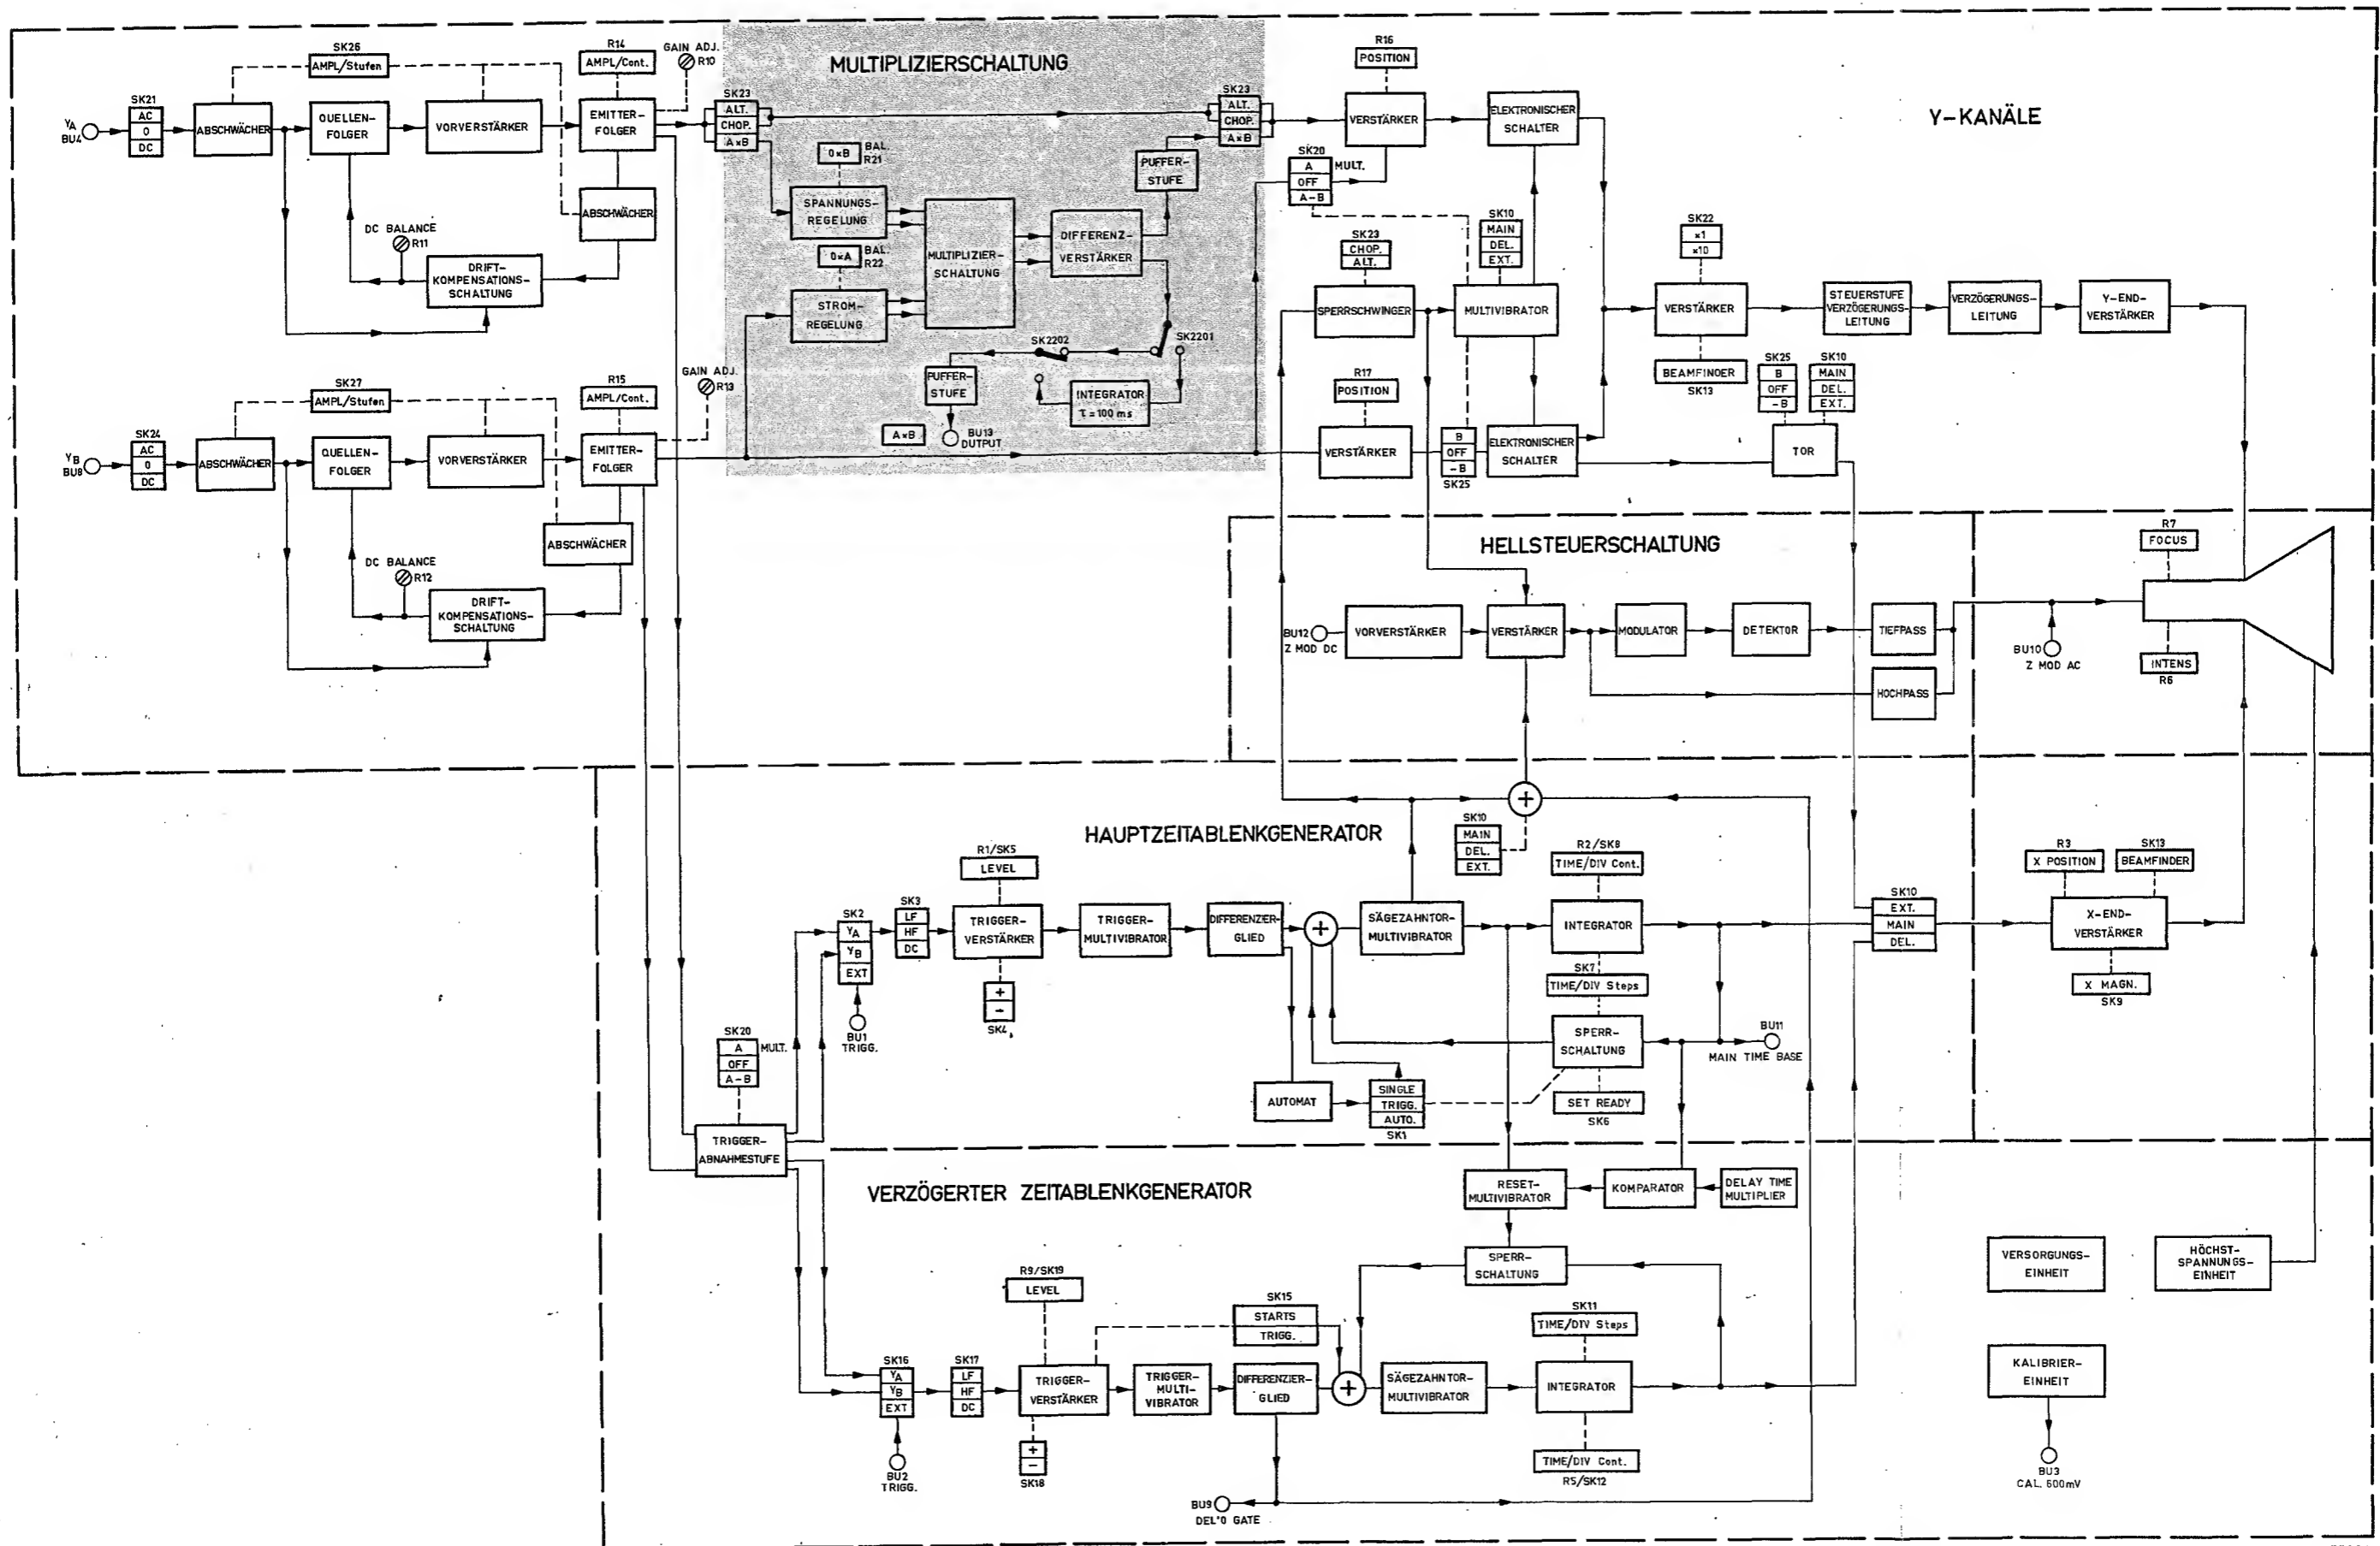 MULTIPLIZIERSCHALTUNG
Y-KANÄLE
YA
BU4
SK21
AC
0
DC
ABSCHWÄCHER
SK26
AMPL/Stufen
QUELLEN-
FOLGER
VORVERSTÄRKER
R14
AMPL/Cont.
EMITTER-
FOLGER
GAIN ADJ.
R10
ABSCHWÄCHER
DC BALANCE
R11
DRIFT-
KOMPENSATIONS-
SCHALTUNG
SK23
ALT.
CHOP.
A×B
0×B
BAL.
R21
SPANNUNGS-
REGELUNG
0×A
BAL.
R22
STROM-
REGELUNG
MULTIPLIZIER-
SCHALTUNG
DIFFERENZ-
VERSTÄRKER
PUFFER-
STUFE
SK23
ALT.
CHOP.
A×B
SK2202
SK2201
PUFFER-
STUFE
INTEGRATOR
τ = 100 ms
A×B
BU13
OUTPUT
R16
POSITION
VERSTÄRKER
ELEKTRONISCHER
SCHALTER
SK20
A
OFF
A-B
MULT.
SK23
CHOP.
ALT.
SPERRSCHWINGER
SK10
MAIN
DEL.
EXT.
MULTIVIBRATOR
SK22
×1
×10
VERSTÄRKER
BEAMFINDER
SK13
STEUERSTUFE
VERZÖGERUNGS-
LEITUNG
VERZÖGERUNGS-
LEITUNG
Y-END-
VERSTÄRKER
R17
POSITION
VERSTÄRKER
B
OFF
-B
SK25
ELEKTRONISCHER
SCHALTER
SK25
B
OFF
-B
SK10
MAIN
DEL.
EXT.
TOR
YB
BU8
SK24
AC
0
DC
ABSCHWÄCHER
SK27
AMPL/Stufen
QUELLEN-
FOLGER
VORVERSTÄRKER
R15
AMPL/Cont.
EMITTER-
FOLGER
GAIN ADJ.
R13
ABSCHWÄCHER
DC BALANCE
R12
DRIFT-
KOMPENSATIONS-
SCHALTUNG
HELLSTEUERSCHALTUNG
BU12
Z MOD DC
VORVERSTÄRKER
VERSTÄRKER
MODULATOR
DETEKTOR
TIEFPASS
HOCHPASS
R7
FOCUS
BU10
Z MOD AC
INTENS
R6
HAUPTZEITABLENKGENERATOR
+
SK10
MAIN
DEL.
EXT.
SK2
YA
YB
EXT
BU1
TRIGG.
SK3
LF
HF
DC
R1/SK5
LEVEL
TRIGGER-
VERSTÄRKER
+
-
SK4
TRIGGER-
MULTIVIBRATOR
DIFFERENZIER-
GLIED
+
SÄGEZAHNTOR-
MULTIVIBRATOR
R2/SK8
TIME/DIV Cont.
INTEGRATOR
SK7
TIME/DIV Steps
SPERR-
SCHALTUNG
SET READY
SK6
AUTOMAT
SINGLE
TRIGG.
AUTO.
SK1
BU11
MAIN TIME BASE
SK10
EXT.
MAIN
DEL.
R3
X POSITION
SK13
BEAMFINDER
X-END-
VERSTÄRKER
X MAGN.
SK9
SK20
A
OFF
A-B
MULT.
TRIGGER-
ABNAHMESTUFE
VERZÖGERTER ZEITABLENKGENERATOR
RESET-
MULTIVIBRATOR
KOMPARATOR
DELAY TIME
MULTIPLIER
SPERR-
SCHALTUNG
SK16
YA
YB
EXT
BU2
TRIGG.
SK17
LF
HF
DC
R9/SK19
LEVEL
TRIGGER-
VERSTÄRKER
+
-
SK18
TRIGGER-
MULTI-
VIBRATOR
SK15
STARTS
TRIGG.
DIFFERENZIER-
GLIED
+
SÄGEZAHNTOR-
MULTIVIBRATOR
SK11
TIME/DIV Steps
INTEGRATOR
TIME/DIV Cont.
R5/SK12
BU9
DEL'D GATE
VERSORGUNGS-
EINHEIT
HÖCHST-
SPANNUNGS-
EINHEIT
KALIBRIER-
EINHEIT
BU3
CAL. 600mV